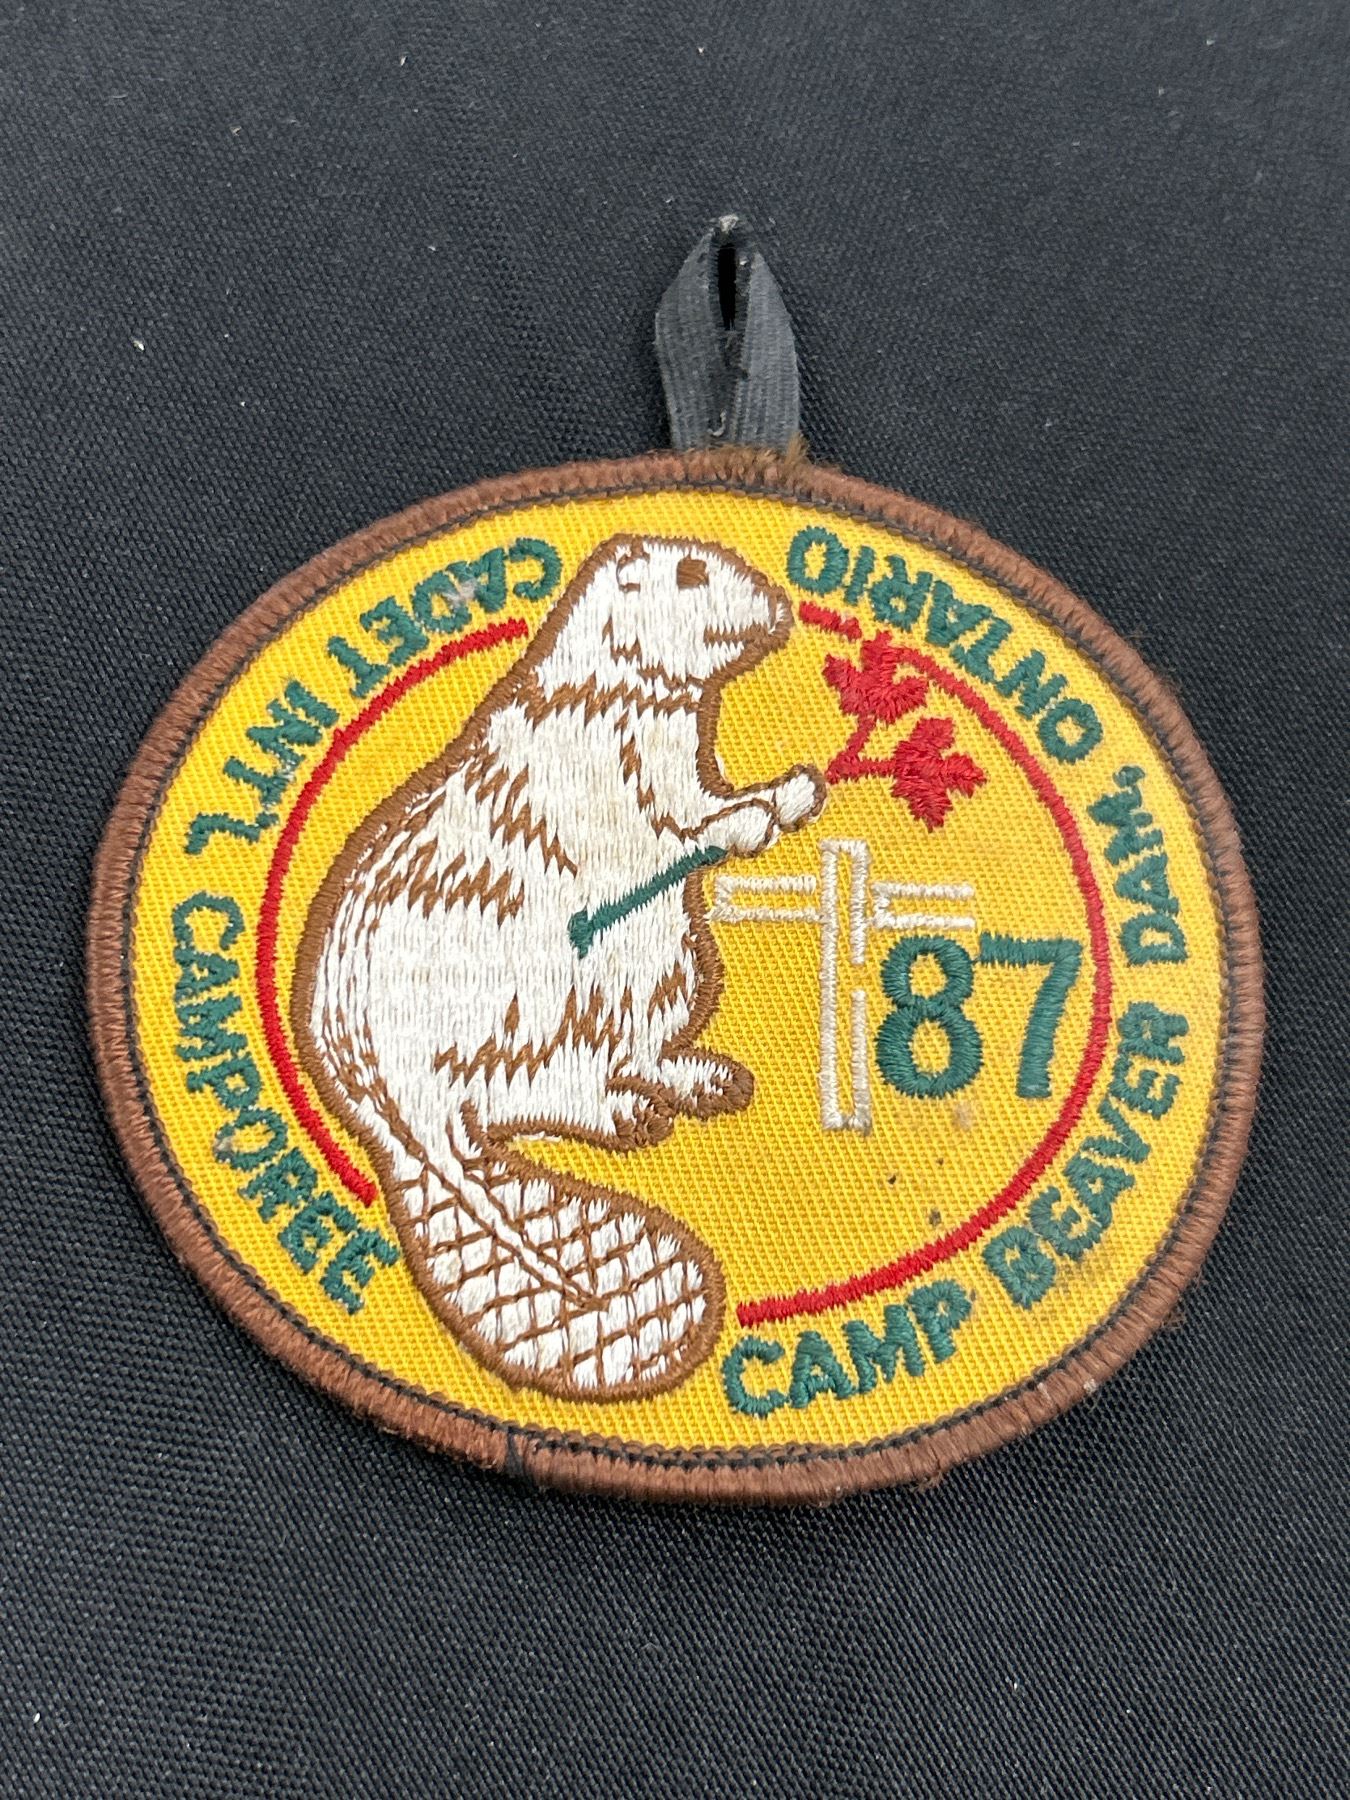 CADET INT'L CAMPOREE
CAMP BEAVER DAM, ONTARIO
87